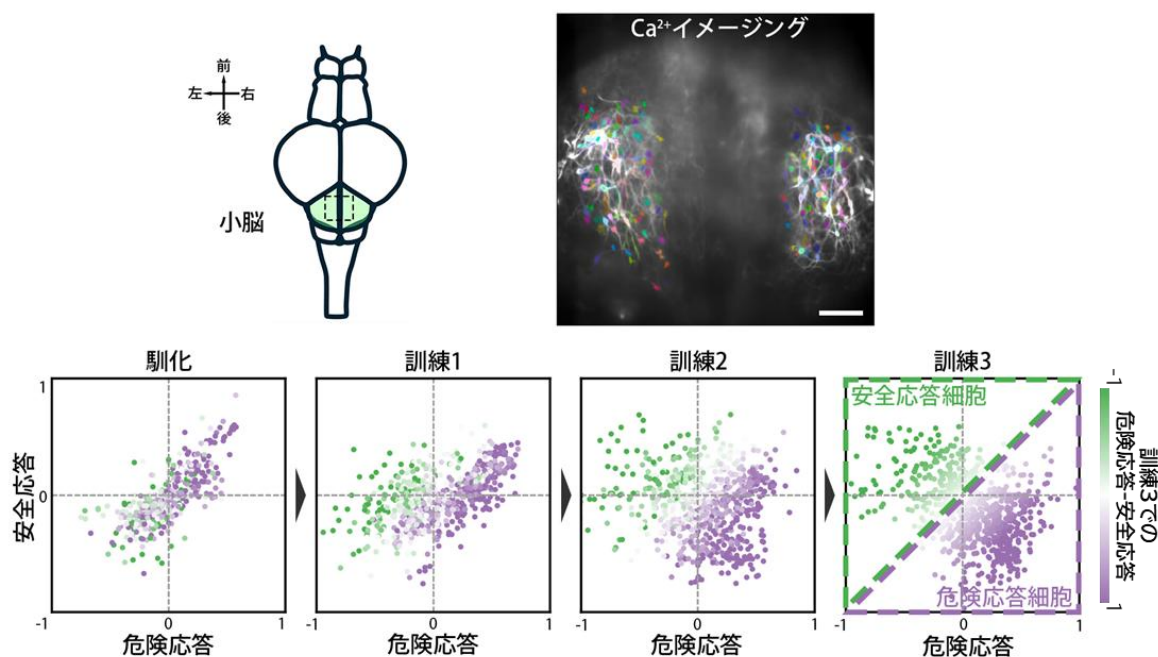 Ca²⁺イメージング
前
左
右
後
小脳
馴化
訓練1
訓練2
訓練3
1
0
-1
安全応答
安全応答細胞
危険応答細胞
-1
0
1
危険応答
-1
0
1
危険応答
-1
0
1
危険応答
-1
0
1
危険応答
-1
1
訓練3での
危険応答-安全応答